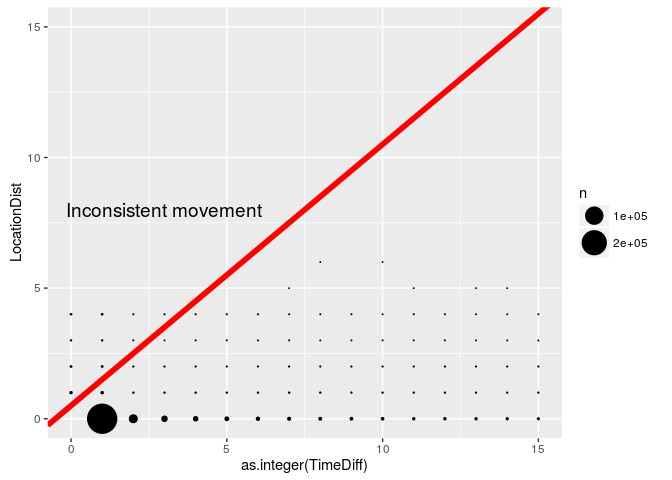 15
10
5
0
LocationDist
Inconsistent movement
0
5
10
15
as.integer(TimeDiff)
n
1e+05
2e+05